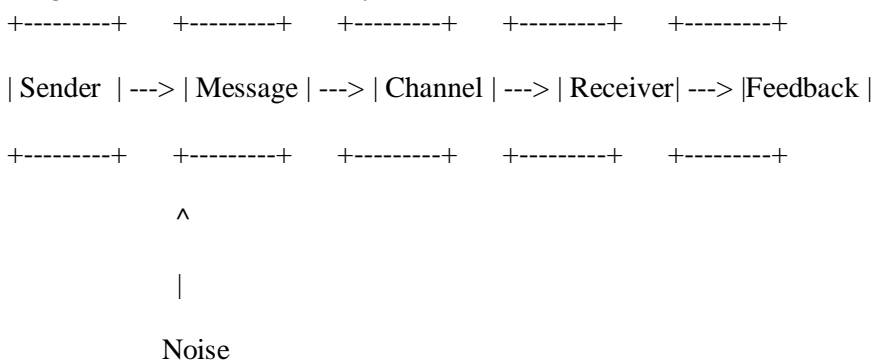 +---------+ +---------+ +---------+ +---------+ +---------+
| Sender | ---> | Message | ---> | Channel | ---> | Receiver| ---> |Feedback |
+---------+ +---------+ +---------+ +---------+ +---------+
^
|
Noise